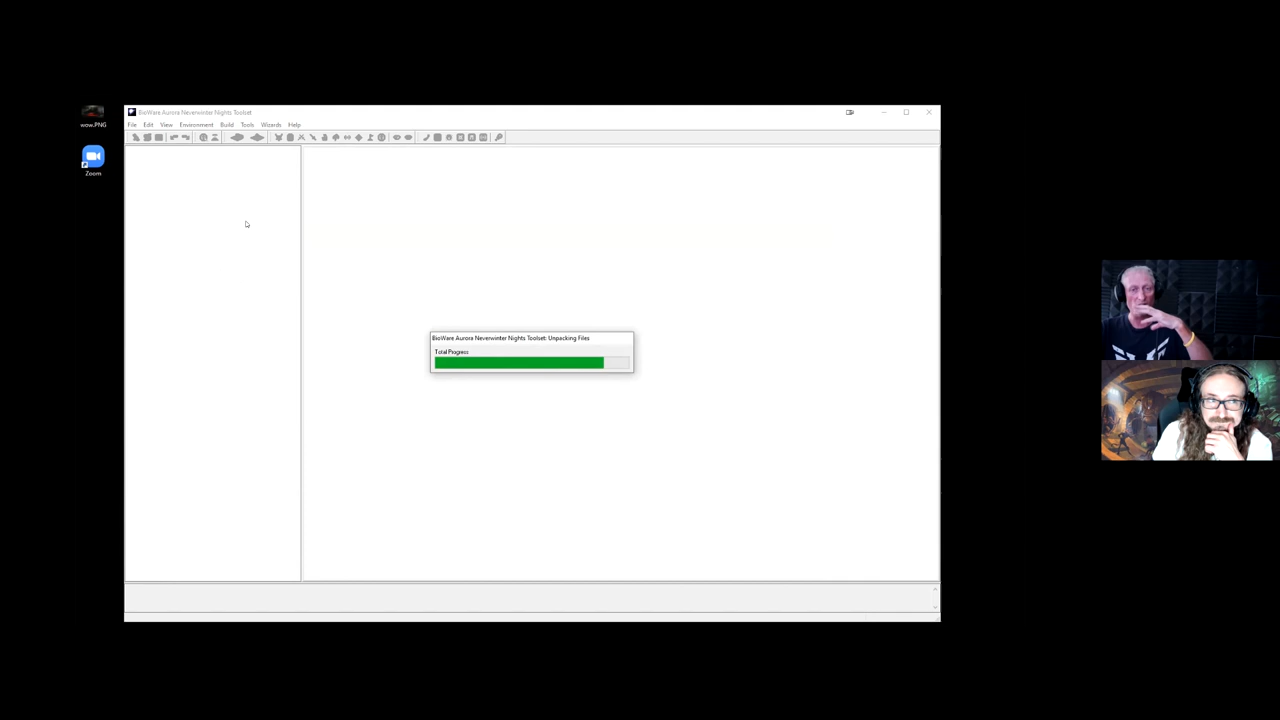 wow.PNG
Zoom
BioWare Aurora Neverwinter Nights Toolset
File Edit View Environment Build Tools Wizards Help
BioWare Aurora Neverwinter Nights Toolset: Unpacking Files
Total Progress: